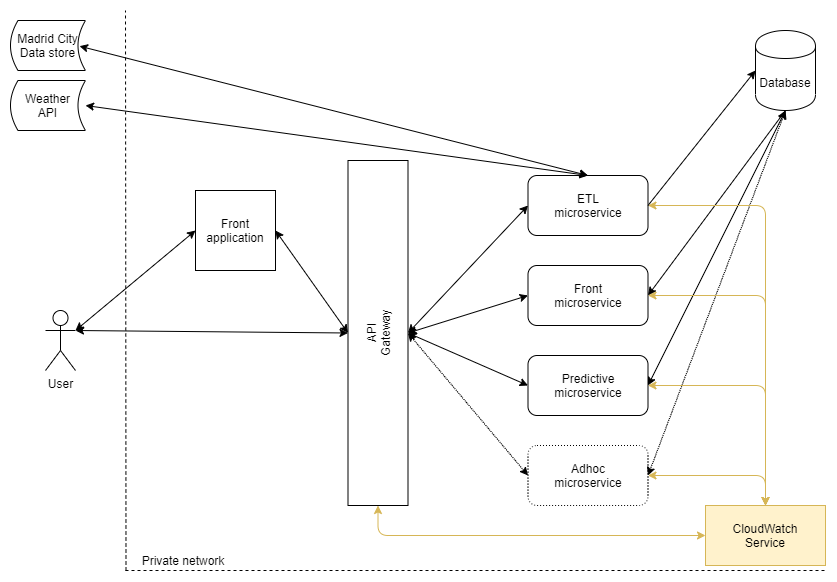 Madrid City
Data store
Weather
API
Database
ETL
microservice
Front
application
Front
microservice
API
Gateway
User
Predictive
microservice
Adhoc
microservice
CloudWatch
Service
Private network